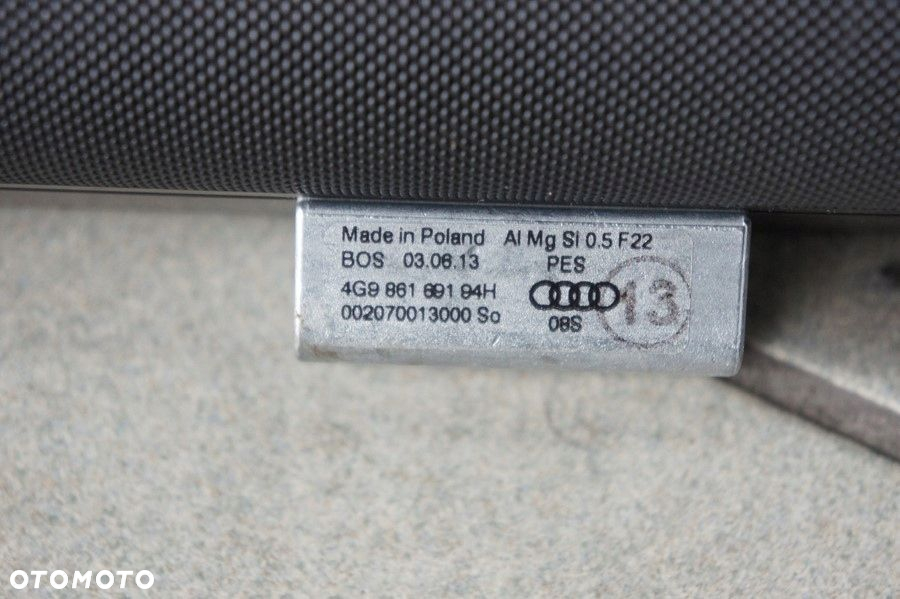 Made in Poland Al Mg Si 0.5 F22
BOS 03.06.13 PES
4G9 861 691 94H
002070013000 So 08S
13
OTOMOTO